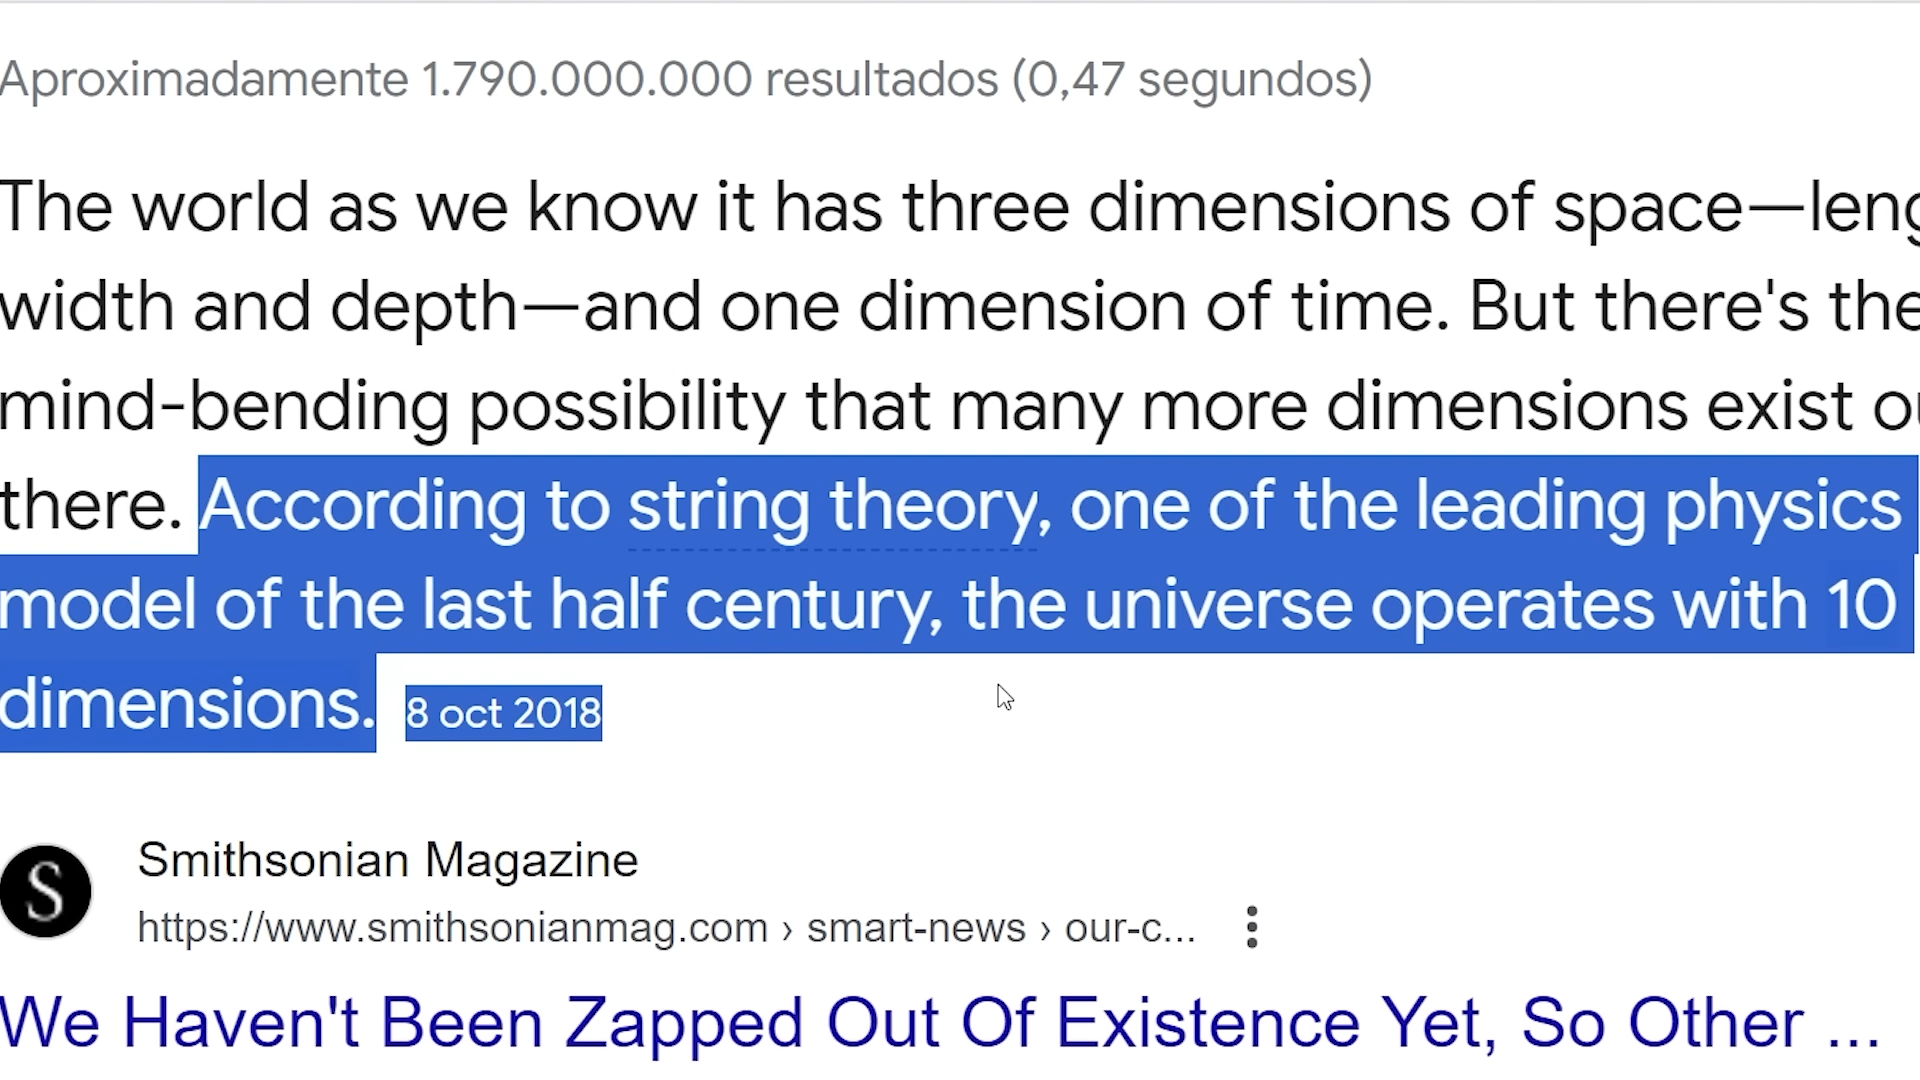 Aproximadamente 1.790.000.000 resultados (0,47 segundos)
The world as we know it has three dimensions of space—leng
width and depth—and one dimension of time. But there's the
mind-bending possibility that many more dimensions exist ou
there. According to string theory, one of the leading physics
model of the last half century, the universe operates with 10
dimensions. 8 oct 2018
S
Smithsonian Magazine
https://www.smithsonianmag.com › smart-news › our-c...
We Haven't Been Zapped Out Of Existence Yet, So Other ...